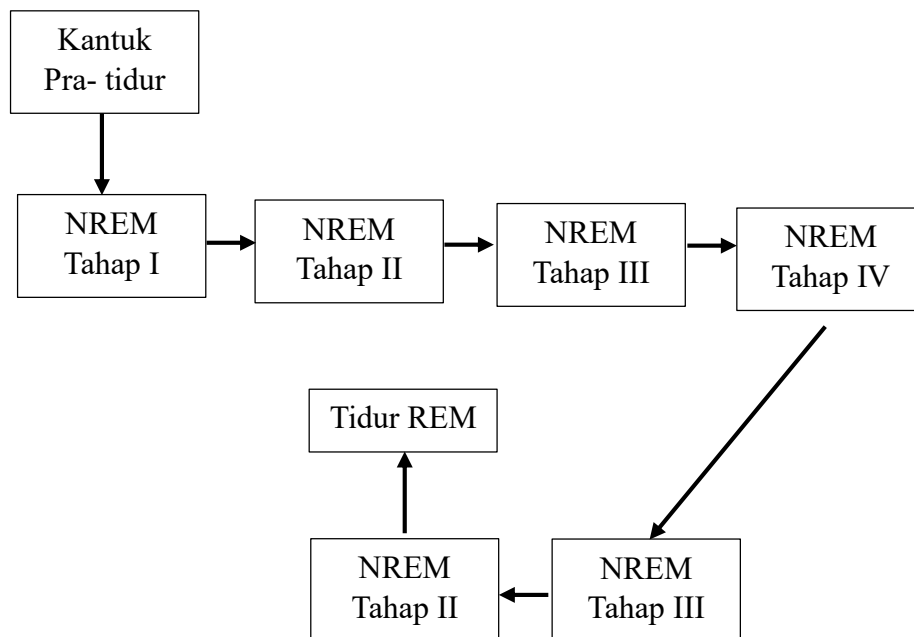 Kantuk
Pra- tidur
NREM
Tahap I
NREM
Tahap II
NREM
Tahap III
NREM
Tahap IV
Tidur REM
NREM
Tahap II
NREM
Tahap III